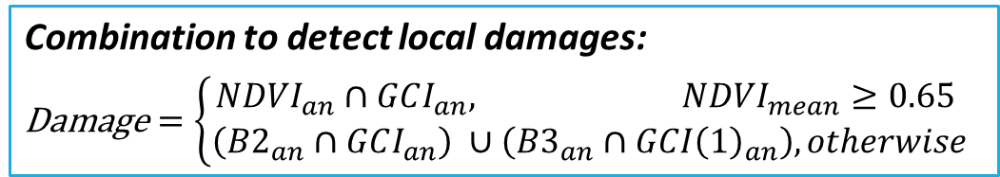 Combination to detect local damages:
Damage = { NDVI_an ∩ GCI_an, NDVI_mean ≥ 0.65
(B2_an ∩ GCI_an) ∪ (B3_an ∩ GCI(1)_an), otherwise